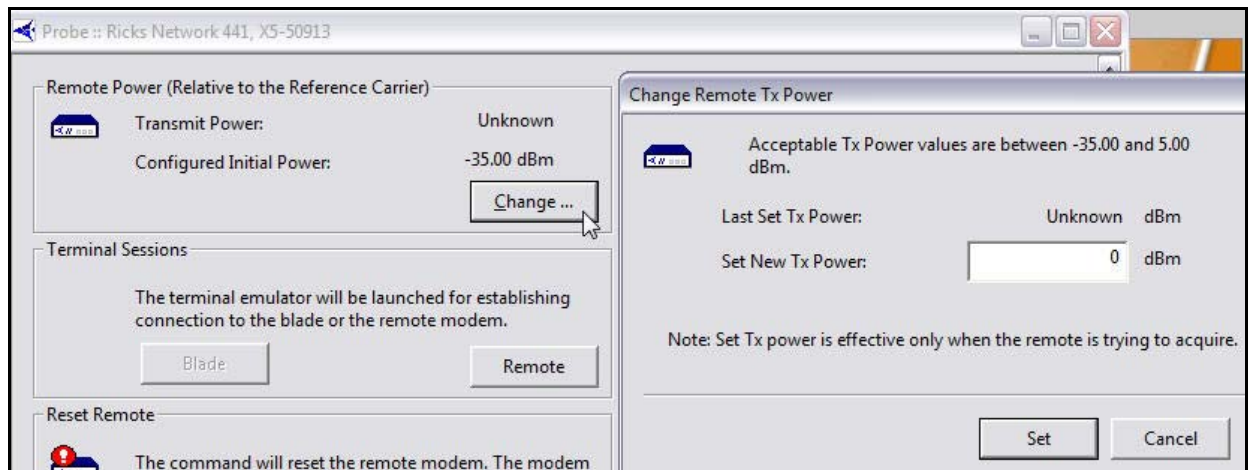 Probe :: Ricks Network 441, X5-50913
Remote Power (Relative to the Reference Carrier)
Transmit Power: Unknown
Configured Initial Power: -35.00 dBm
Change ...
Terminal Sessions
The terminal emulator will be launched for establishing
connection to the blade or the remote modem.
Blade Remote
Reset Remote
The command will reset the remote modem. The modem
Change Remote Tx Power
Acceptable Tx Power values are between -35.00 and 5.00
dBm.
Last Set Tx Power: Unknown dBm
Set New Tx Power: 0 dBm
Note: Set Tx power is effective only when the remote is trying to acquire.
Set Cancel